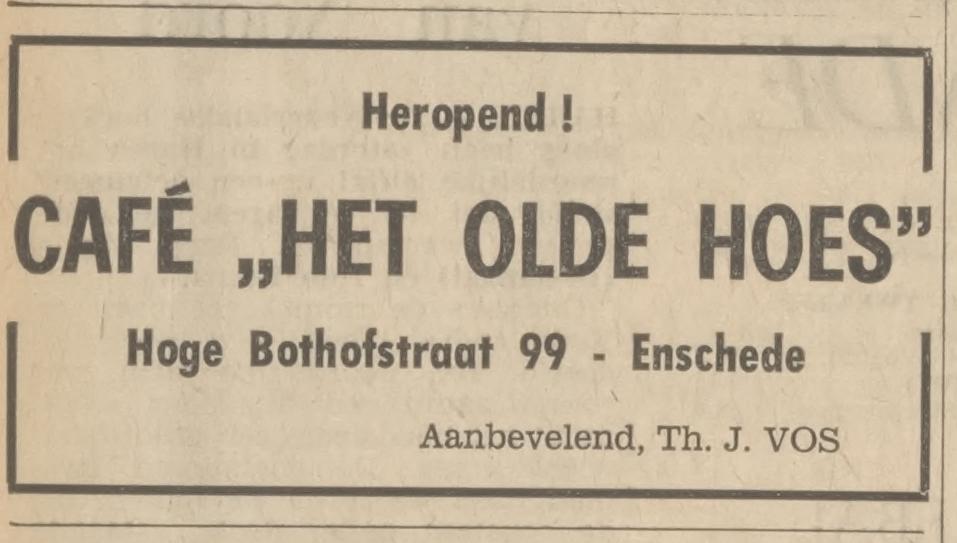 Heropend!
CAFÉ „HET OLDE HOES”
Hoge Bothofstraat 99 - Enschede
Aanbevelend, Th. J. VOS